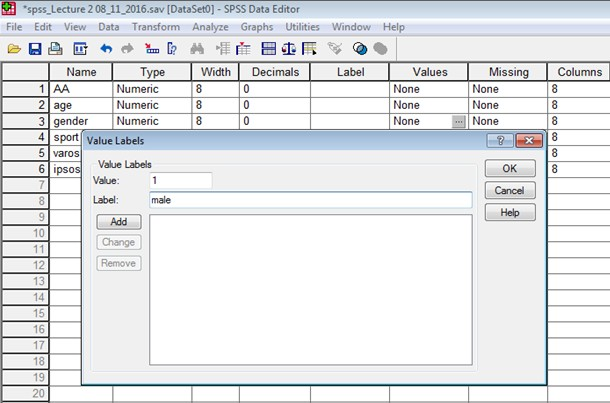 *spss_Lecture 2 08_11_2016.sav [DataSet0] - SPSS Data Editor
File Edit View Data Transform Analyze Graphs Utilities Window Help
Name Type Width Decimals Label Values Missing Columns
1 AA Numeric 8 0 None None 8
2 age Numeric 8 0 None None 8
3 gender Numeric 8 0 None ... None 8
4 sport 8
5 varos 8
6 ipsos 8
Value Labels ?
Value Labels
Value: 1
Label: male
OK
Cancel
Help
Add
Change
Remove
7
8
9
10
11
12
13
14
15
16
17
18
19
20